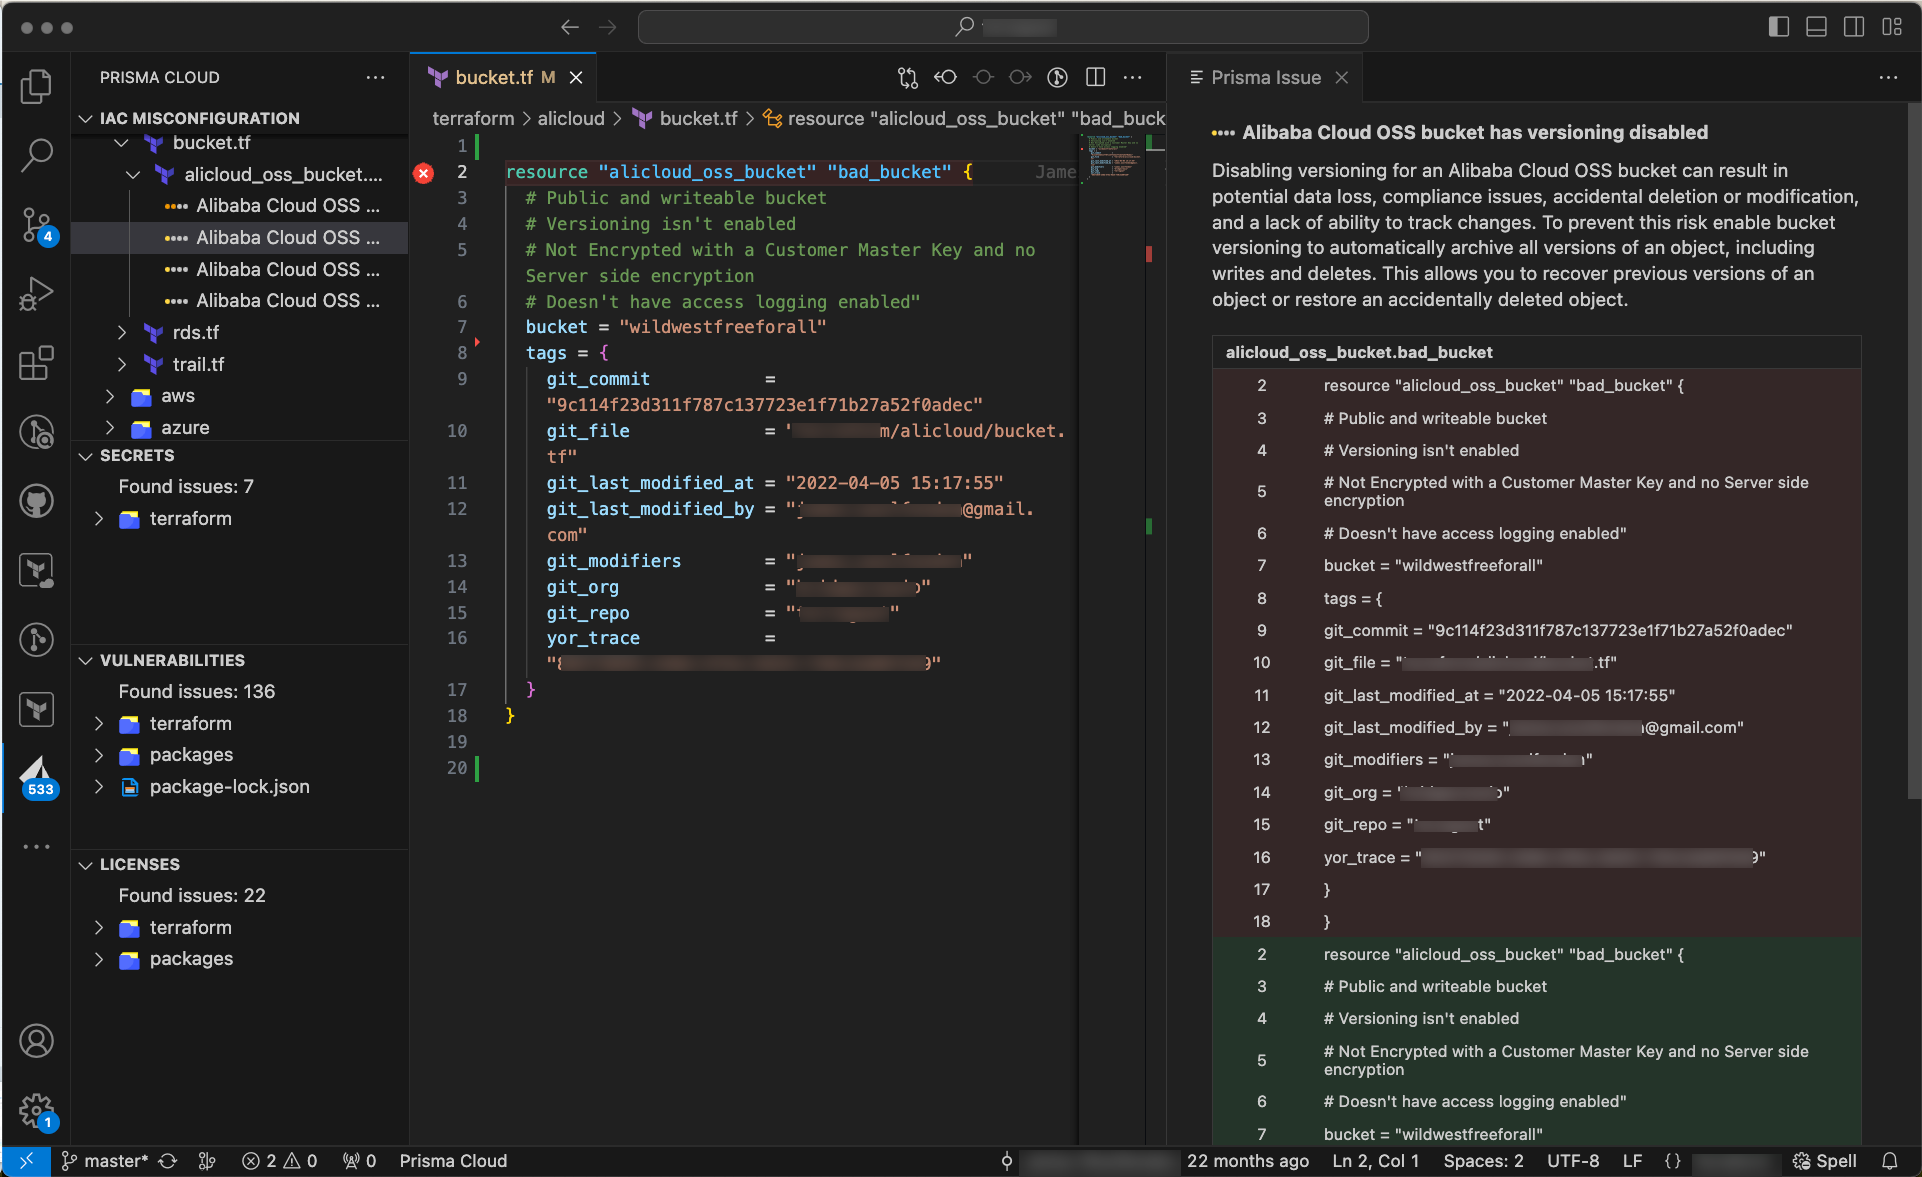 PRISMA CLOUD
IAC MISCONFIGURATION
bucket.tf
alicloud_oss_bucket....
Alibaba Cloud OSS ...
Alibaba Cloud OSS ...
Alibaba Cloud OSS ...
Alibaba Cloud OSS ...
rds.tf
trail.tf
aws
azure
SECRETS
Found issues: 7
terraform
VULNERABILITIES
Found issues: 136
terraform
packages
package-lock.json
LICENSES
Found issues: 22
terraform
packages
4
533
1
bucket.tf M
terraform > alicloud > bucket.tf > resource "alicloud_oss_bucket" "bad_buck
1
2 resource "alicloud_oss_bucket" "bad_bucket" { Jame
3 # Public and writeable bucket
4 # Versioning isn't enabled
5 # Not Encrypted with a Customer Master Key and no
Server side encryption
6 # Doesn't have access logging enabled"
7 bucket = "wildwestfreeforall"
8 tags = {
9 git_commit =
"9c114f23d311f787c137723e1f71b27a52f0adec"
10 git_file = "m/alicloud/bucket.
tf"
11 git_last_modified_at = "2022-04-05 15:17:55"
12 git_last_modified_by = "@gmail.
com"
13 git_modifiers = ""
14 git_org = ""
15 git_repo = ""
16 yor_trace =
"89"
17 }
18 }
19
20
Prisma Issue
Alibaba Cloud OSS bucket has versioning disabled
Disabling versioning for an Alibaba Cloud OSS bucket can result in
potential data loss, compliance issues, accidental deletion or modification,
and a lack of ability to track changes. To prevent this risk enable bucket
versioning to automatically archive all versions of an object, including
writes and deletes. This allows you to recover previous versions of an
object or restore an accidentally deleted object.
alicloud_oss_bucket.bad_bucket
2 resource "alicloud_oss_bucket" "bad_bucket" {
3 # Public and writeable bucket
4 # Versioning isn't enabled
5 # Not Encrypted with a Customer Master Key and no Server side
encryption
6 # Doesn't have access logging enabled"
7 bucket = "wildwestfreeforall"
8 tags = {
9 git_commit = "9c114f23d311f787c137723e1f71b27a52f0adec"
10 git_file = ".tf"
11 git_last_modified_at = "2022-04-05 15:17:55"
12 git_last_modified_by = "@gmail.com"
13 git_modifiers = ""
14 git_org = ""
15 git_repo = "t"
16 yor_trace = "9"
17 }
18 }
2 resource "alicloud_oss_bucket" "bad_bucket" {
3 # Public and writeable bucket
4 # Versioning isn't enabled
5 # Not Encrypted with a Customer Master Key and no Server side
encryption
6 # Doesn't have access logging enabled"
7 bucket = "wildwestfreeforall"
master* 2 0 0 Prisma Cloud 22 months ago Ln 2, Col 1 Spaces: 2 UTF-8 LF {} Spell